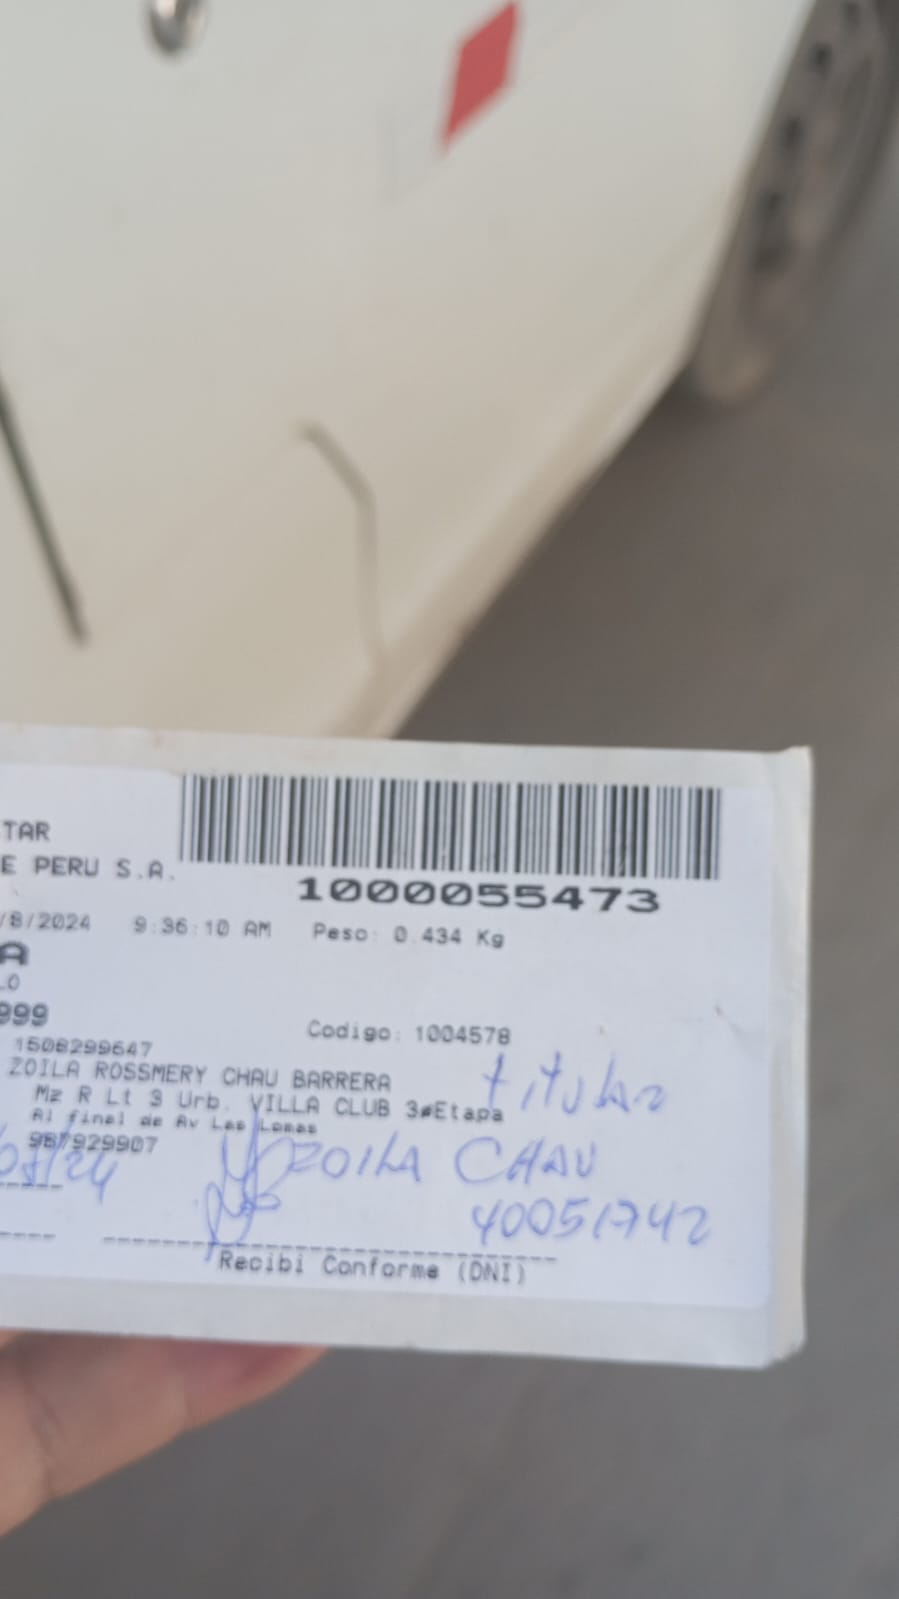 TAR
E PERU S.A.
1000055473
/8/2024 9:36:10 AM Peso: 0.434 Kg
A
LO
999
Codigo: 1004578
1508299647
ZOILA ROSSMERY CHAU BARRERA
titular
Mz R Lt 3 Urb. VILLA CLUB 3#Etapa
Al final de Av Las Lomas
987929907
ZOILA CHAU
40051742
Recibi Conforme (DNI)